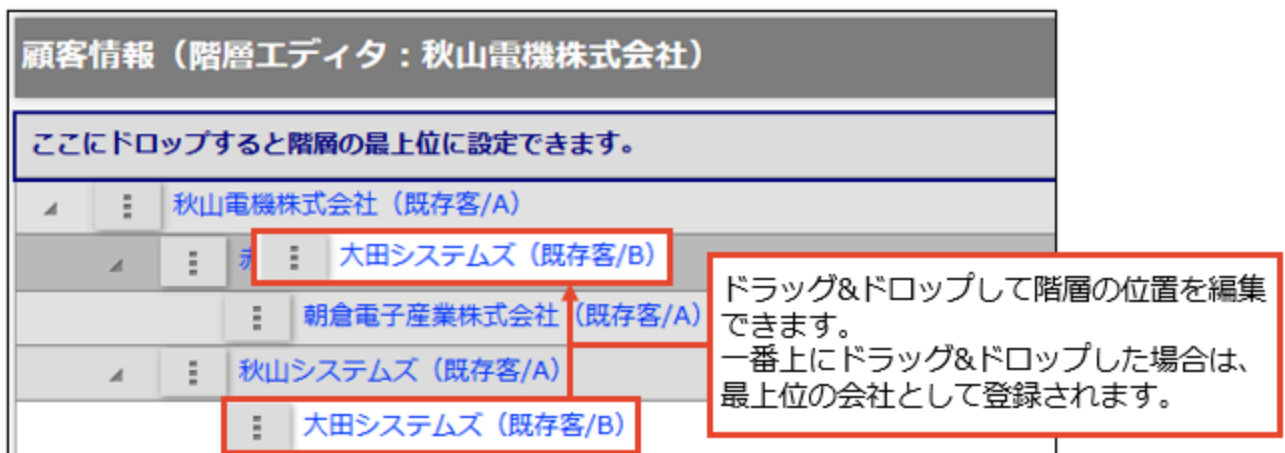 顧客情報（階層エディタ：秋山電機株式会社）
ここにドロップすると階層の最上位に設定できます。
秋山電機株式会社（既存客/A）
大田システムズ（既存客/B）
朝倉電子産業株式会社（既存客/A）
秋山システムズ（既存客/A）
大田システムズ（既存客/B）
ドラッグ&ドロップして階層の位置を編集
できます。
一番上にドラッグ&ドロップした場合は、
最上位の会社として登録されます。